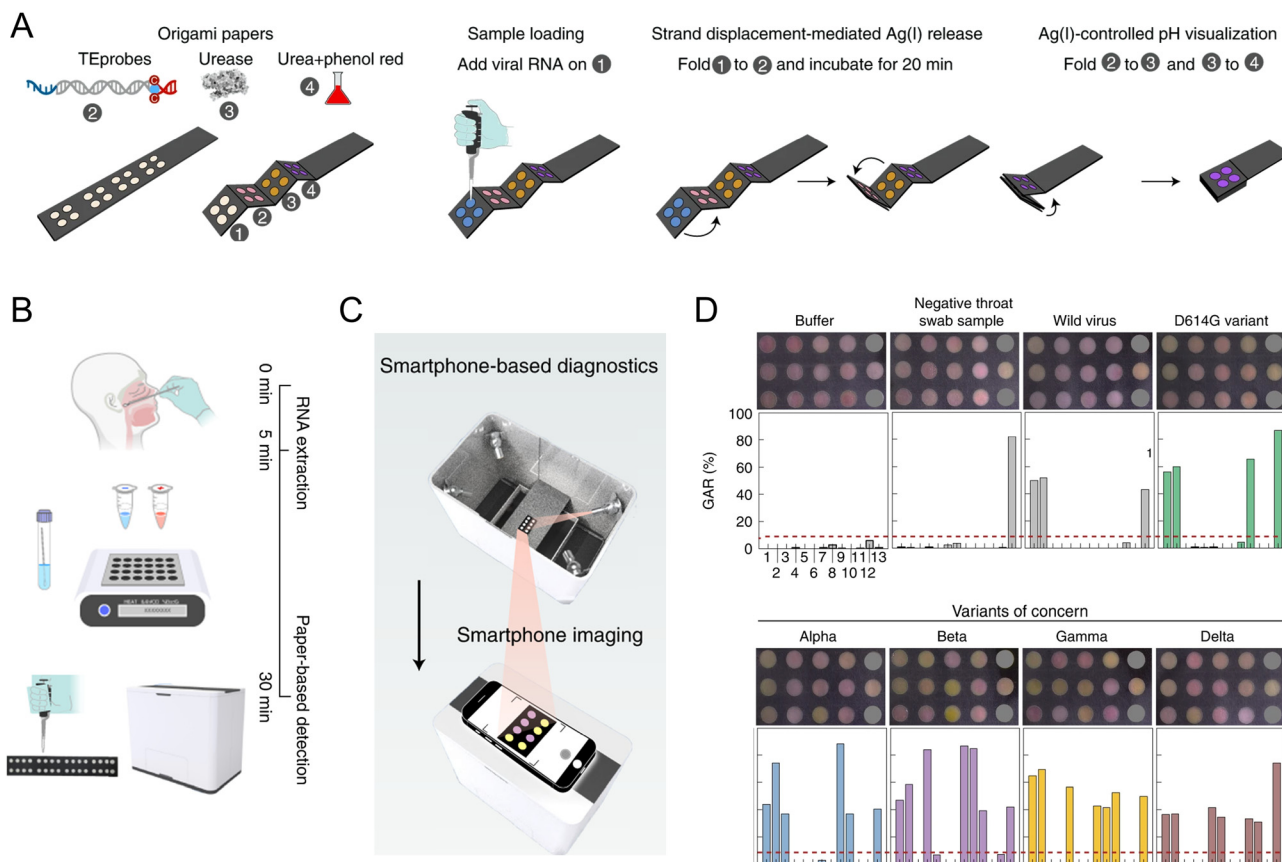 A
Origami papers
TEprobes
Urease
Urea+phenol red
C
C
2
3
4
1
2
3
4
Sample loading
Add viral RNA on 1
Strand displacement-mediated Ag(I) release
Fold 1 to 2 and incubate for 20 min
Ag(I)-controlled pH visualization
Fold 2 to 3 and 3 to 4
B
0 min
5 min
30 min
RNA extraction
Paper-based detection
C
Smartphone-based diagnostics
Smartphone imaging
D
Buffer
Negative throat
swab sample
Wild virus
D614G variant
GAR (%)
100
80
60
40
20
0
1 3 5 7 9 11 13
2 4 6 8 10 12
1
Variants of concern
Alpha
Beta
Gamma
Delta